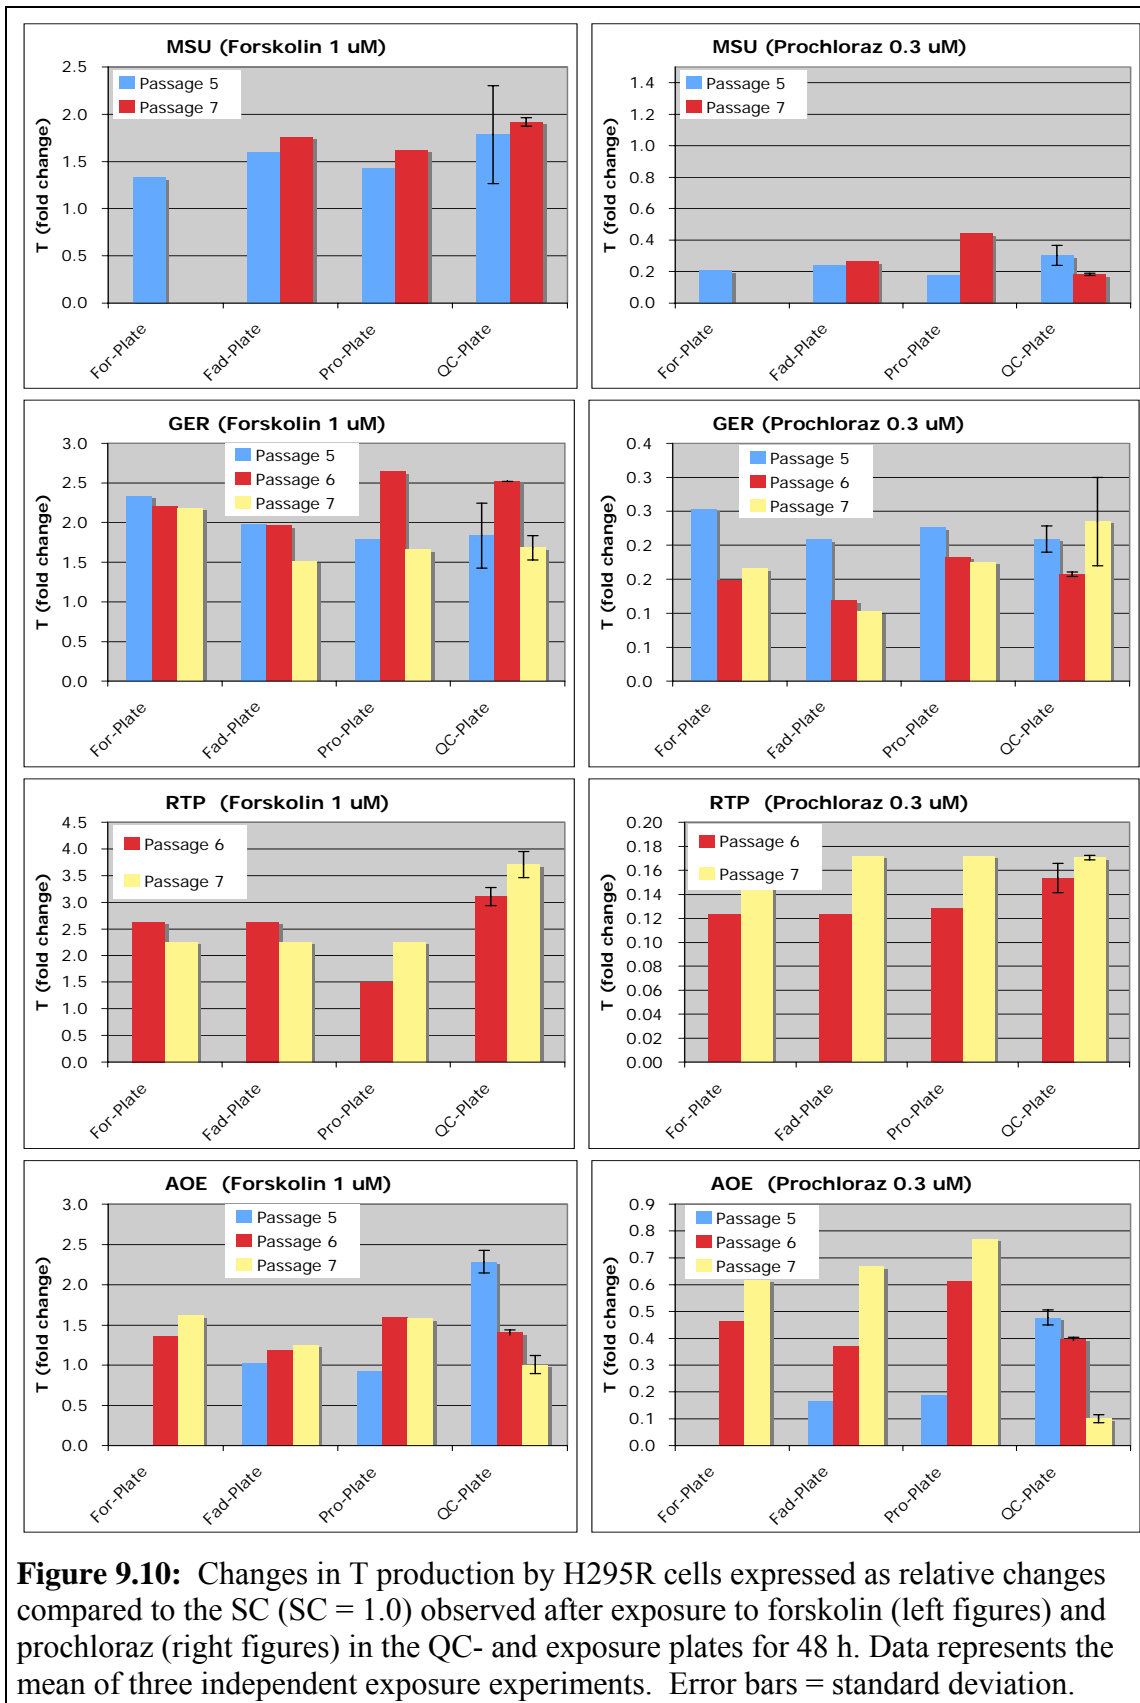 MSU (Forskolin 1 uM)
2.5
2.0
1.5
1.0
0.5
0.0
T (fold change)
Passage 5
Passage 7
For-Plate
Fad-Plate
Pro-Plate
QC-Plate
MSU (Prochloraz 0.3 uM)
1.4
1.2
1.0
0.8
0.6
0.4
0.2
0.0
T (fold change)
Passage 5
Passage 7
For-Plate
Fad-Plate
Pro-Plate
QC-Plate
GER (Forskolin 1 uM)
3.0
2.5
2.0
1.5
1.0
0.5
0.0
T (fold change)
Passage 5
Passage 6
Passage 7
For-Plate
Fad-Plate
Pro-Plate
QC-Plate
GER (Prochloraz 0.3 uM)
0.4
0.3
0.3
0.2
0.2
0.1
0.1
0.0
T (fold change)
Passage 5
Passage 6
Passage 7
For-Plate
Fad-Plate
Pro-Plate
QC-Plate
RTP (Forskolin 1 uM)
4.5
4.0
3.5
3.0
2.5
2.0
1.5
1.0
0.5
0.0
T (fold change)
Passage 6
Passage 7
For-Plate
Fad-Plate
Pro-Plate
QC-Plate
RTP (Prochloraz 0.3 uM)
0.20
0.18
0.16
0.14
0.12
0.10
0.08
0.06
0.04
0.02
0.00
T (fold change)
Passage 6
Passage 7
For-Plate
Fad-Plate
Pro-Plate
QC-Plate
AOE (Forskolin 1 uM)
3.0
2.5
2.0
1.5
1.0
0.5
0.0
T (fold change)
Passage 5
Passage 6
Passage 7
For-Plate
Fad-Plate
Pro-Plate
QC-Plate
AOE (Prochloraz 0.3 uM)
0.9
0.8
0.7
0.6
0.5
0.4
0.3
0.2
0.1
0.0
T (fold change)
Passage 5
Passage 6
Passage 7
For-Plate
Fad-Plate
Pro-Plate
QC-Plate
Figure 9.10: Changes in T production by H295R cells expressed as relative changes
compared to the SC (SC = 1.0) observed after exposure to forskolin (left figures) and
prochloraz (right figures) in the QC- and exposure plates for 48 h. Data represents the
mean of three independent exposure experiments. Error bars = standard deviation.